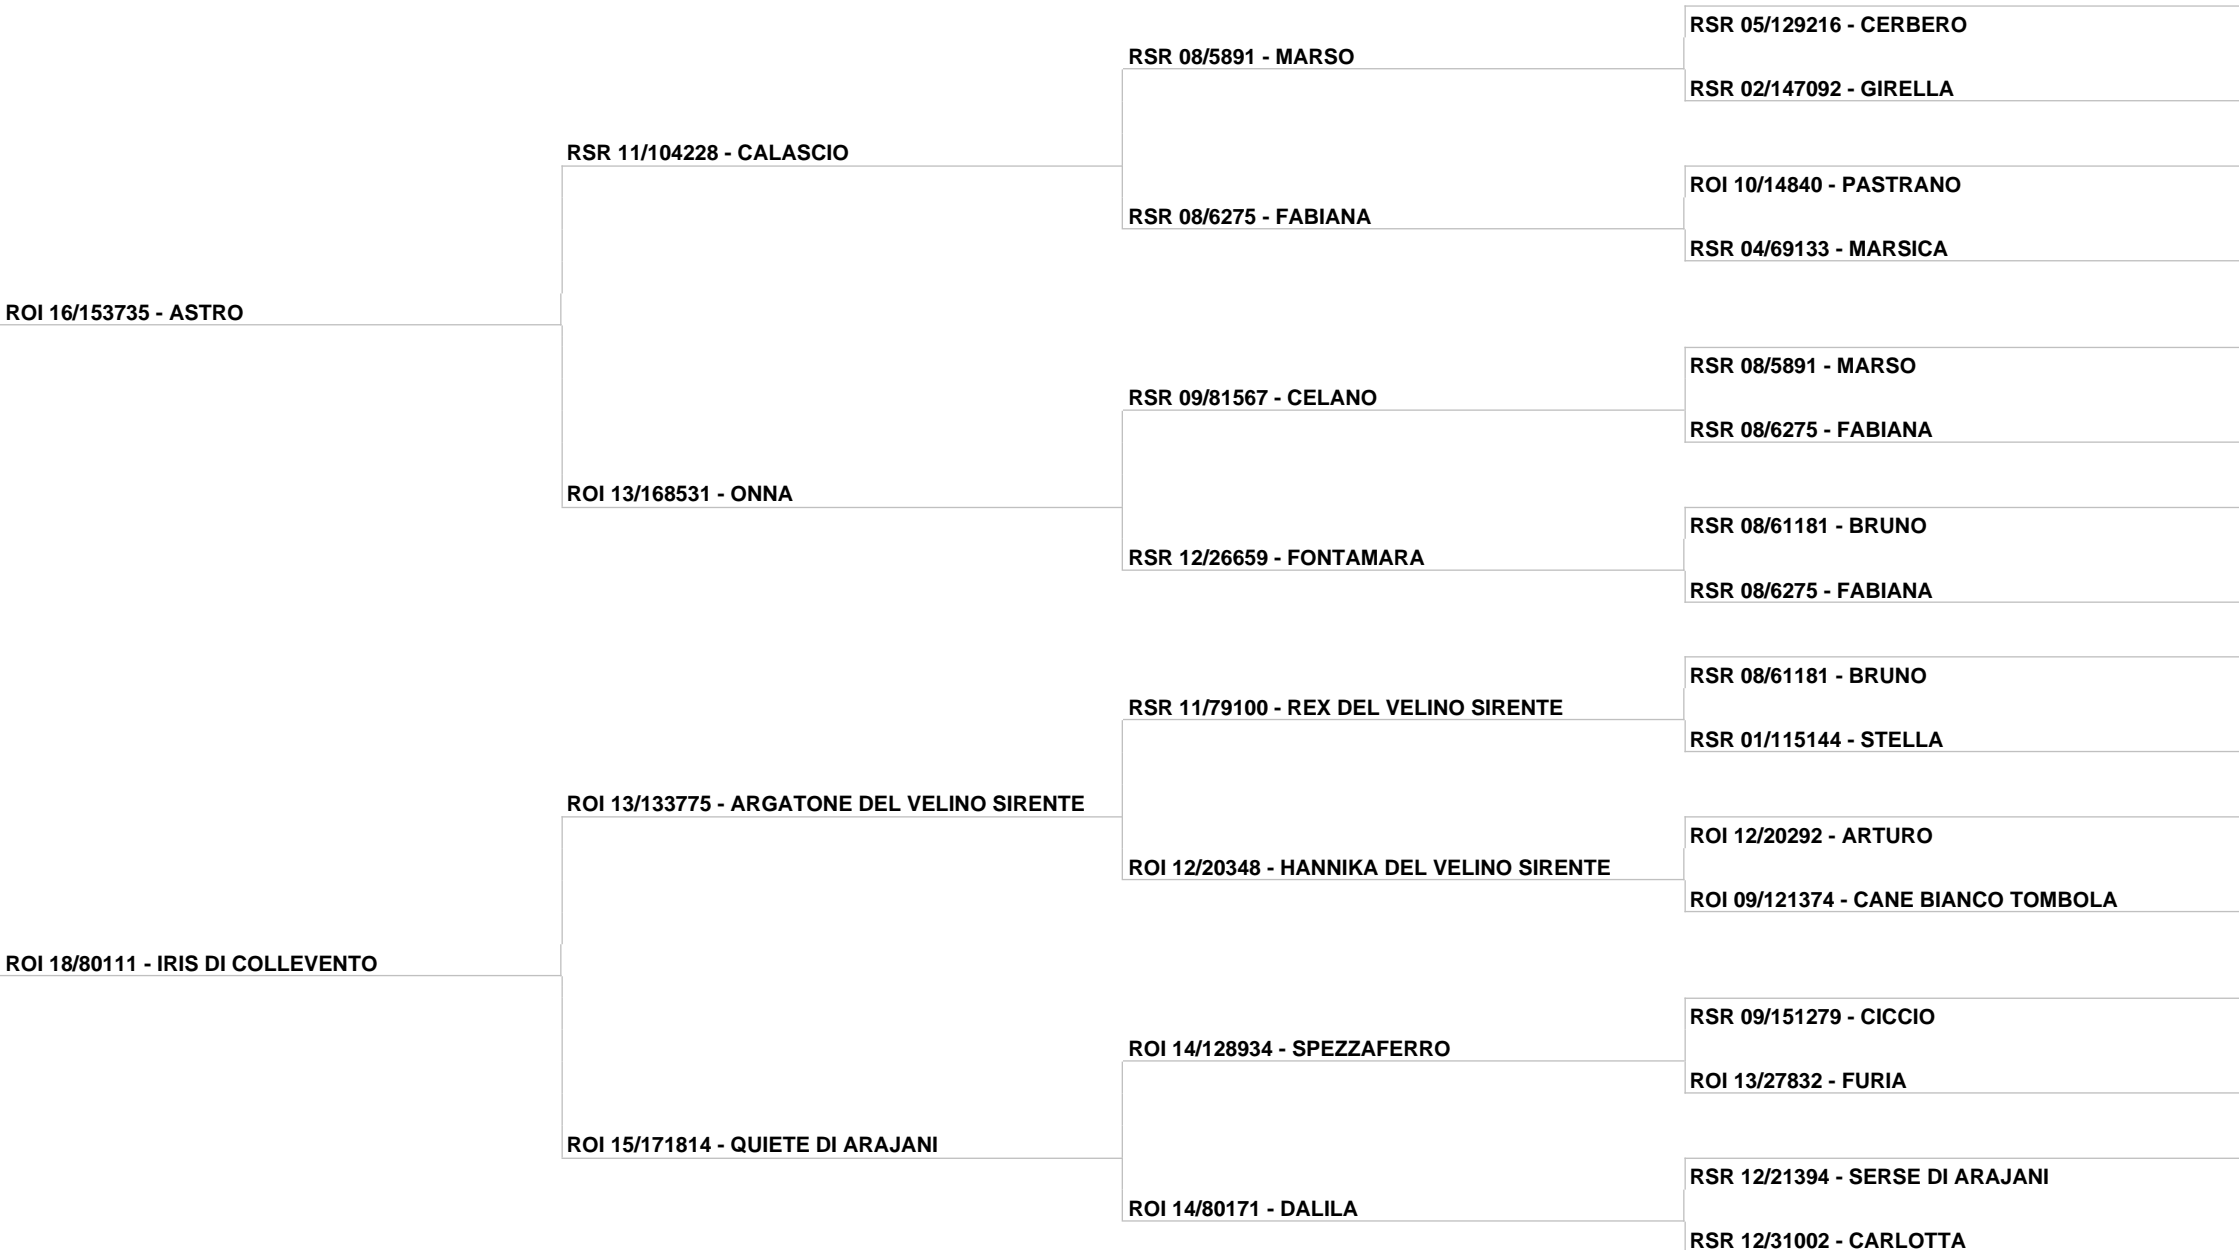 RSR 05/129216 - CERBERO
RSR 08/5891 - MARSO
RSR 02/147092 - GIRELLA
RSR 11/104228 - CALASCIO
ROI 10/14840 - PASTRANO
RSR 08/6275 - FABIANA
RSR 04/69133 - MARSICA
ROI 16/153735 - ASTRO
RSR 08/5891 - MARSO
RSR 09/81567 - CELANO
RSR 08/6275 - FABIANA
ROI 13/168531 - ONNA
RSR 08/61181 - BRUNO
RSR 12/26659 - FONTAMARA
RSR 08/6275 - FABIANA
RSR 08/61181 - BRUNO
RSR 11/79100 - REX DEL VELINO SIRENTE
RSR 01/115144 - STELLA
ROI 13/133775 - ARGATONE DEL VELINO SIRENTE
ROI 12/20292 - ARTURO
ROI 12/20348 - HANNIKA DEL VELINO SIRENTE
ROI 09/121374 - CANE BIANCO TOMBOLA
ROI 18/80111 - IRIS DI COLLEVENTO
RSR 09/151279 - CICCIO
ROI 14/128934 - SPEZZAFERRO
ROI 13/27832 - FURIA
ROI 15/171814 - QUIETE DI ARAJANI
RSR 12/21394 - SERSE DI ARAJANI
ROI 14/80171 - DALILA
RSR 12/31002 - CARLOTTA